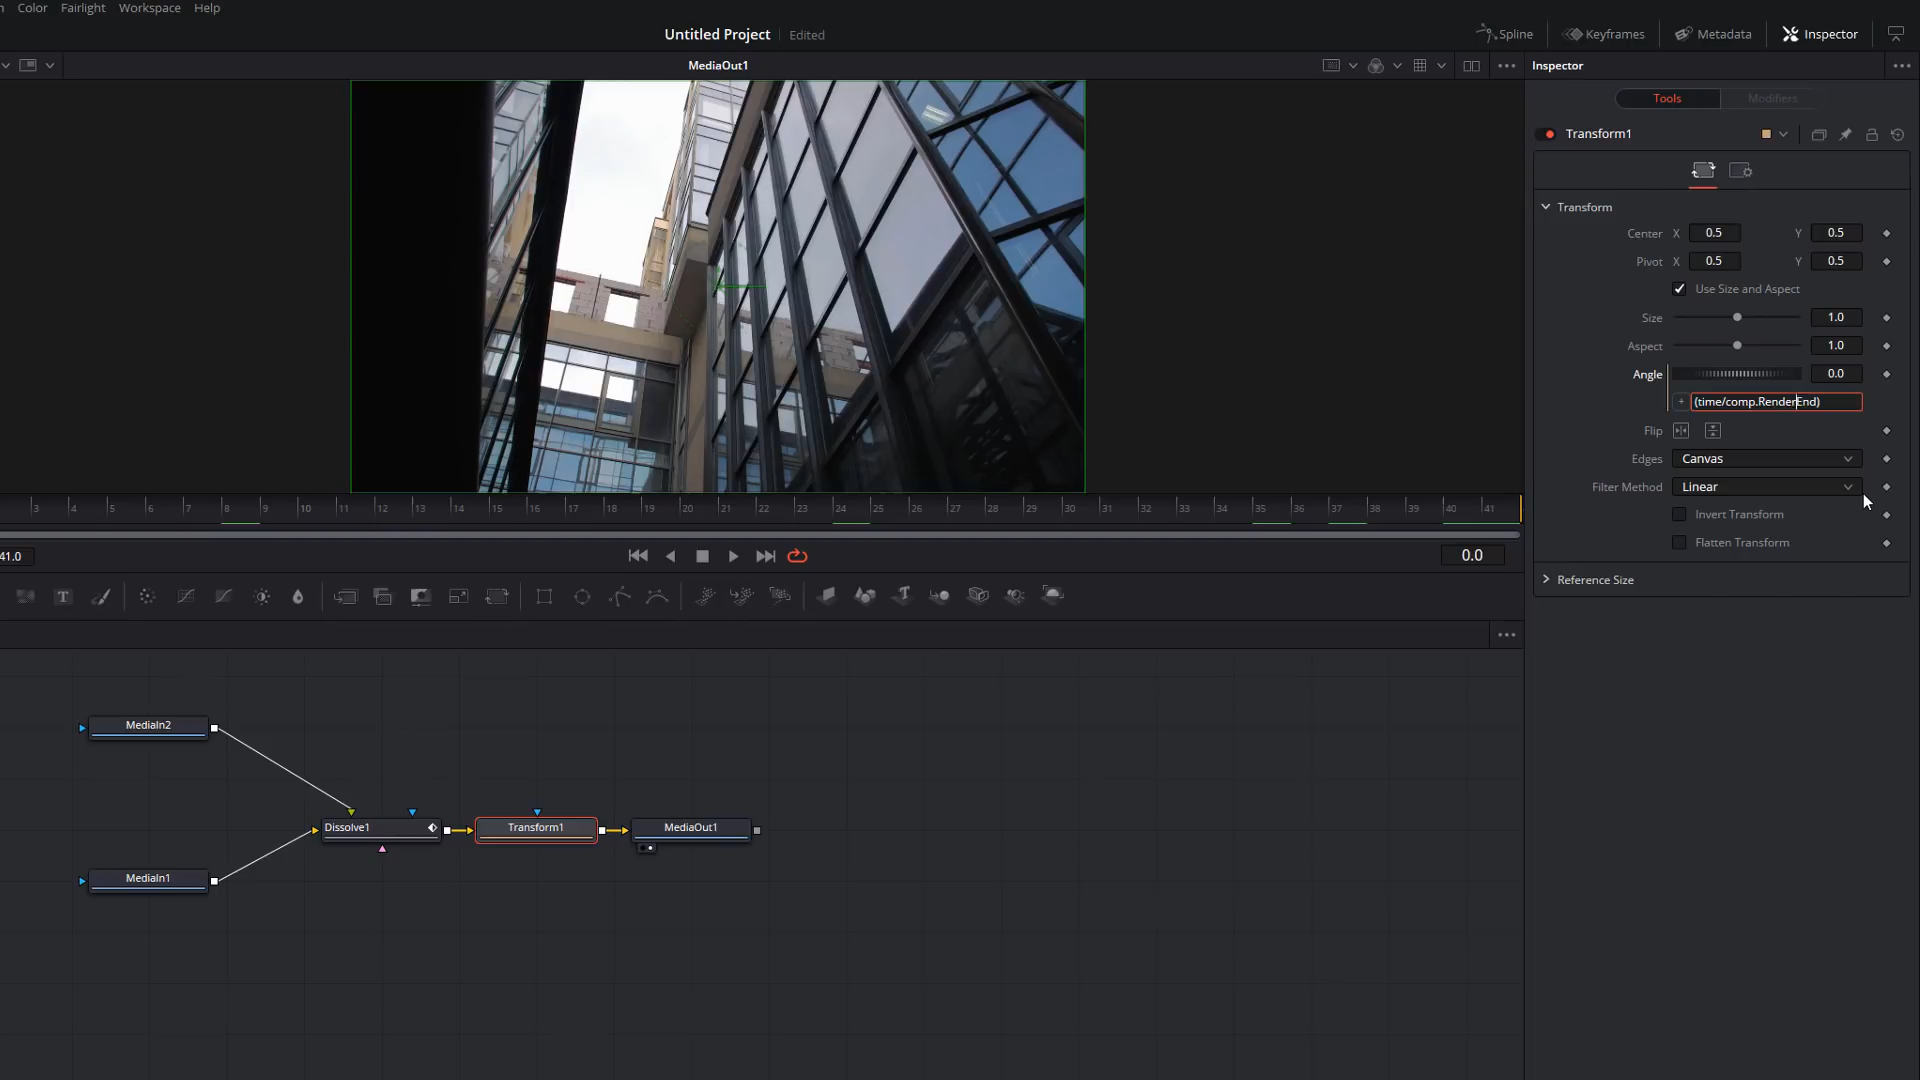 Color Fairlight Workspace Help
Untitled Project Edited
Spline Keyframes Metadata Inspector
MediaOut1
Inspector
Tools Modifiers
Transform1
Transform
Center X 0.5 Y 0.5
Pivot X 0.5 Y 0.5
Use Size and Aspect
Size 1.0
Aspect 1.0
Angle 0.0
+ (time/comp.RenderEnd)
Flip
Edges Canvas
Filter Method Linear
Invert Transform
Flatten Transform
Reference Size
3 4 5 6 7 8 9 10 11 12 13 14 15 16 17 18 19 20 21 22 23 24 25 26 27 28 29 30 31 32 33 34 35 36 37 38 39 40 41
41.0 0.0
T
MediaIn2
Dissolve1 Transform1 MediaOut1
MediaIn1